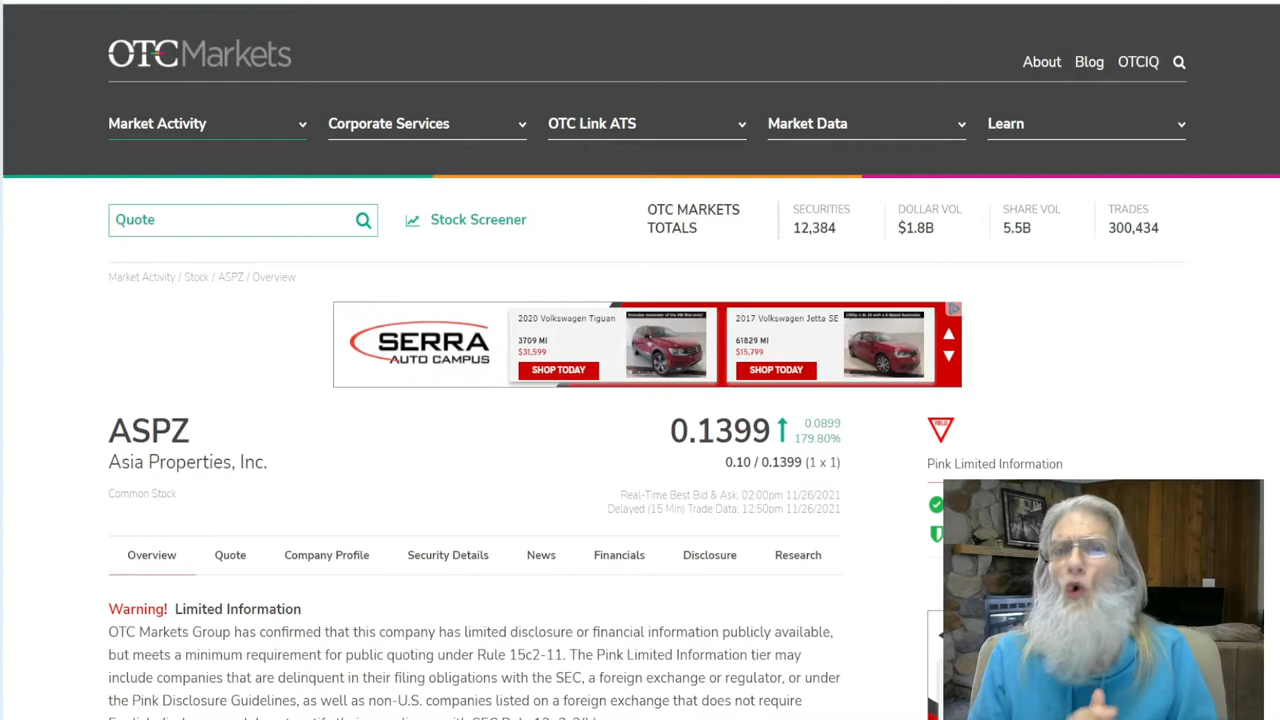 OTCMarkets
About Blog OTCIQ
Market Activity Corporate Services OTC Link ATS Market Data Learn
Quote
Stock Screener
OTC MARKETS
TOTALS
SECURITIES
12,384
DOLLAR VOL
$1.8B
SHARE VOL
5.5B
TRADES
300,434
Market Activity / Stock / ASPZ / Overview
SERRA
AUTO CAMPUS
2020 Volkswagen Tiguan
3709 MI
$31,599
SHOP TODAY
2017 Volkswagen Jetta SE
61829 MI
$15,799
SHOP TODAY
ASPZ
Asia Properties, Inc.
Common Stock
0.1399
0.0899
179.80%
0.10 / 0.1399 (1 x 1)
Real-Time Best Bid & Ask: 02:00pm 11/26/2021
Delayed (15 Min) Trade Data: 12:50pm 11/26/2021
YIELD
Pink Limited Information
Overview Quote Company Profile Security Details News Financials Disclosure Research
Warning! Limited Information
OTC Markets Group has confirmed that this company has limited disclosure or financial information publicly available,
but meets a minimum requirement for public quoting under Rule 15c2-11. The Pink Limited Information tier may
include companies that are delinquent in their filing obligations with the SEC, a foreign exchange or regulator, or under
the Pink Disclosure Guidelines, as well as non-U.S. companies listed on a foreign exchange that does not require